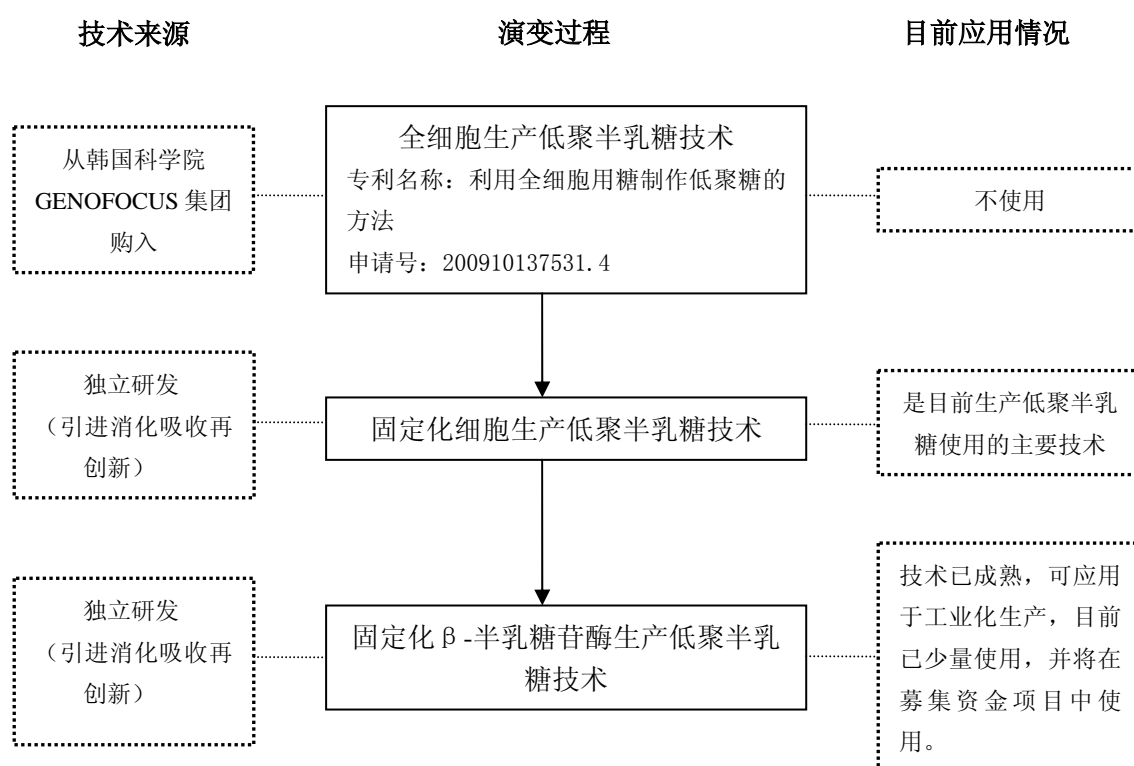 技术来源
演变过程
目前应用情况
从韩国科学院
GENOFOCUS 集团
购入
全细胞生产低聚半乳糖技术
专利名称：利用全细胞用糖制作低聚糖的
方法
申请号：200910137531.4
不使用
独立研发
（引进消化吸收再
创新）
固定化细胞生产低聚半乳糖技术
是目前生产低聚半乳
糖使用的主要技术
独立研发
（引进消化吸收再
创新）
固定化β-半乳糖苷酶生产低聚半乳
糖技术
技术已成熟，可应用
于工业化生产，目前
已少量使用，并将在
募集资金项目中使
用。